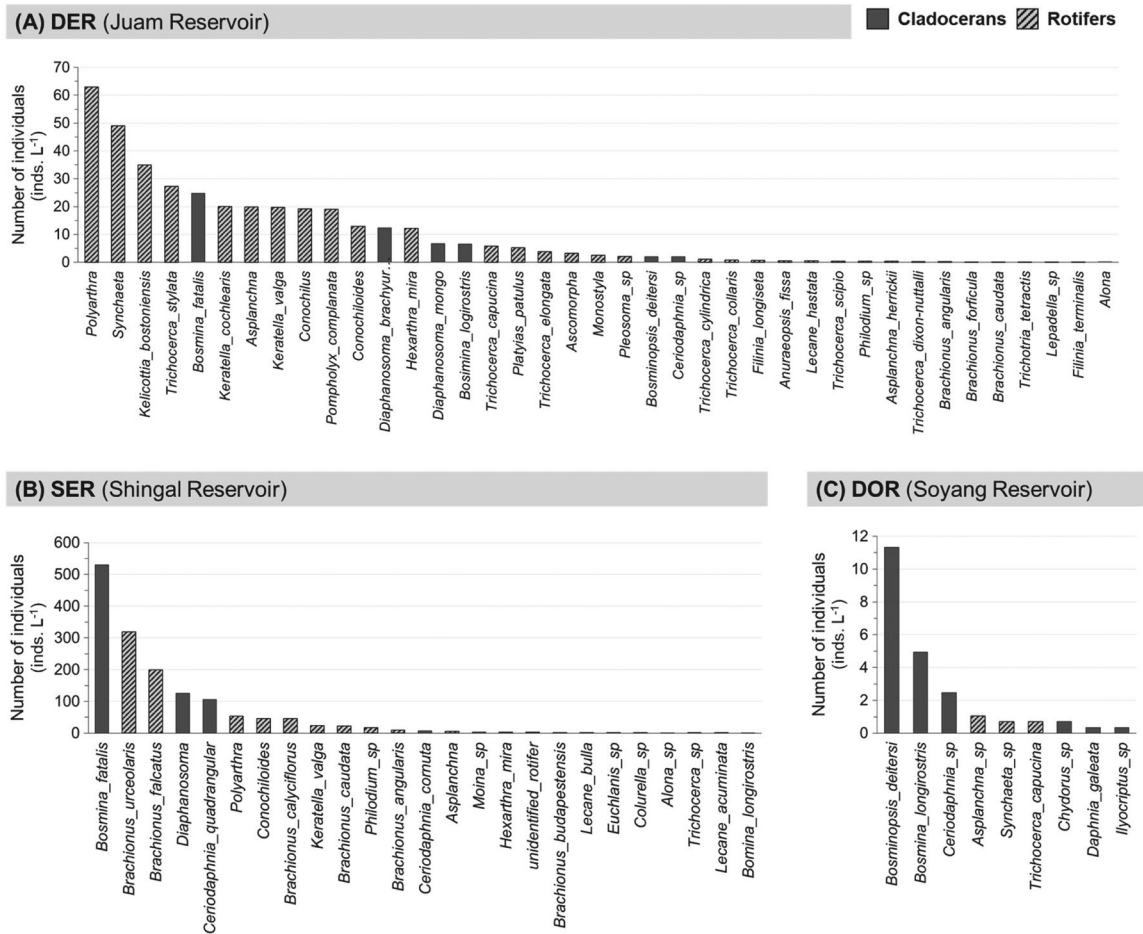 (A) DER (Juam Reservoir)
Cladocerans
Rotifers
Number of individuals
(inds. L⁻¹)
70
60
50
40
30
20
10
0
Polyarthra
Synchaeta
Kelicottia_bostoniensis
Trichocerca_stylata
Bosmina_fatalis
Keratella_cochlearis
Asplanchna
Keratella_valga
Conochilus
Pompholyx_complanata
Conochiloides
Diaphanosoma_brachyur...
Hexarthra_mira
Diaphanosoma_mongo
Bosimina_logirostris
Trichocerca_capucina
Platyias_patulus
Trichocerca_elongata
Ascomorpha
Monostyla
Pleosoma_sp
Bosminopsis_deitersi
Ceriodaphnia_sp
Trichocerca_cylindrica
Trichocerca_collaris
Filinia_longiseta
Anuraeopsis_fissa
Lecane_hastata
Trichocerca_scipio
Philodium_sp
Asplanchna_herrickii
Trichocerca_dixon-nuttalli
Brachionus_angularis
Brachionus_forficula
Brachionus_caudata
Trichotria_tetractis
Lepadella_sp
Filinia_terminalis
Alona
(B) SER (Shingal Reservoir)
Number of individuals
(inds. L⁻¹)
600
500
400
300
200
100
0
Bosmina_fatalis
Brachionus_urceolaris
Brachionus_falcatus
Diaphanosoma
Ceriodaphnia_quadrangular
Polyarthra
Conochiloides
Brachionus_calyciflorus
Keratella_valga
Brachionus_caudata
Philodium_sp
Brachionus_angularis
Ceriodaphnia_cornuta
Asplanchna
Moina_sp
Hexarthra_mira
unidentified_rotifer
Brachionus_budapestensis
Lecane_bulla
Euchlanis_sp
Colurella_sp
Alona_sp
Trichocerca_sp
Lecane_acuminata
Bomina_longirostris
(C) DOR (Soyang Reservoir)
Number of individuals
(inds. L⁻¹)
12
10
8
6
4
2
0
Bosminopsis_deitersi
Bosmina_longirostris
Ceriodaphnia_sp
Asplanchna_sp
Synchaeta_sp
Trichocerca_capucina
Chydorus_sp
Daphnia_galeata
Ilyocriptus_sp